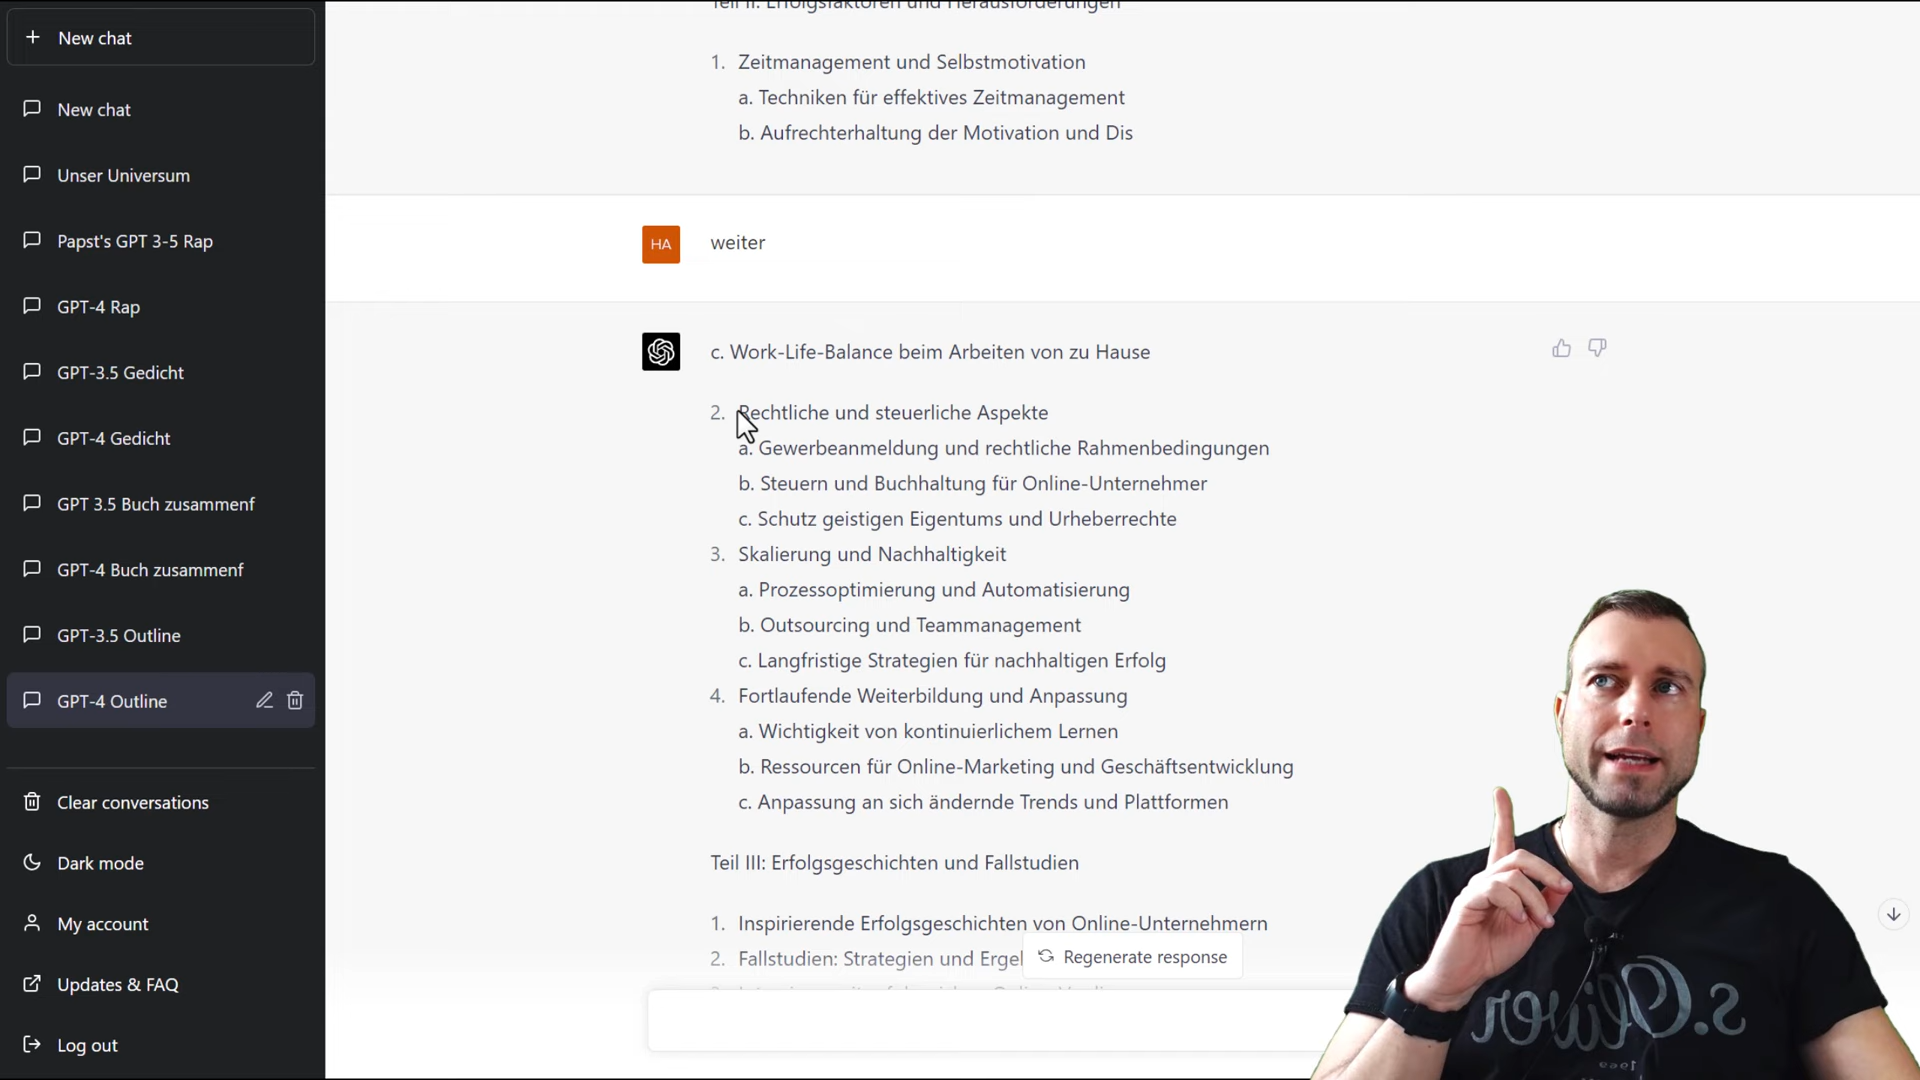 New chat
New chat
Unser Universum
Papst's GPT 3-5 Rap
GPT-4 Rap
GPT-3.5 Gedicht
GPT-4 Gedicht
GPT 3.5 Buch zusammenf
GPT-4 Buch zusammenf
GPT-3.5 Outline
GPT-4 Outline
Clear conversations
Dark mode
My account
Updates & FAQ
Log out
Teil II: Erfolgsfaktoren und Herausforderungen
1. Zeitmanagement und Selbstmotivation
a. Techniken für effektives Zeitmanagement
b. Aufrechterhaltung der Motivation und Dis
HA
weiter
c. Work-Life-Balance beim Arbeiten von zu Hause
2. Rechtliche und steuerliche Aspekte
a. Gewerbeanmeldung und rechtliche Rahmenbedingungen
b. Steuern und Buchhaltung für Online-Unternehmer
c. Schutz geistigen Eigentums und Urheberrechte
3. Skalierung und Nachhaltigkeit
a. Prozessoptimierung und Automatisierung
b. Outsourcing und Teammanagement
c. Langfristige Strategien für nachhaltigen Erfolg
4. Fortlaufende Weiterbildung und Anpassung
a. Wichtigkeit von kontinuierlichem Lernen
b. Ressourcen für Online-Marketing und Geschäftsentwicklung
c. Anpassung an sich ändernde Trends und Plattformen
Teil III: Erfolgsgeschichten und Fallstudien
1. Inspirierende Erfolgsgeschichten von Online-Unternehmern
2. Fallstudien: Strategien und
Regenerate response
s.Oliver
1969